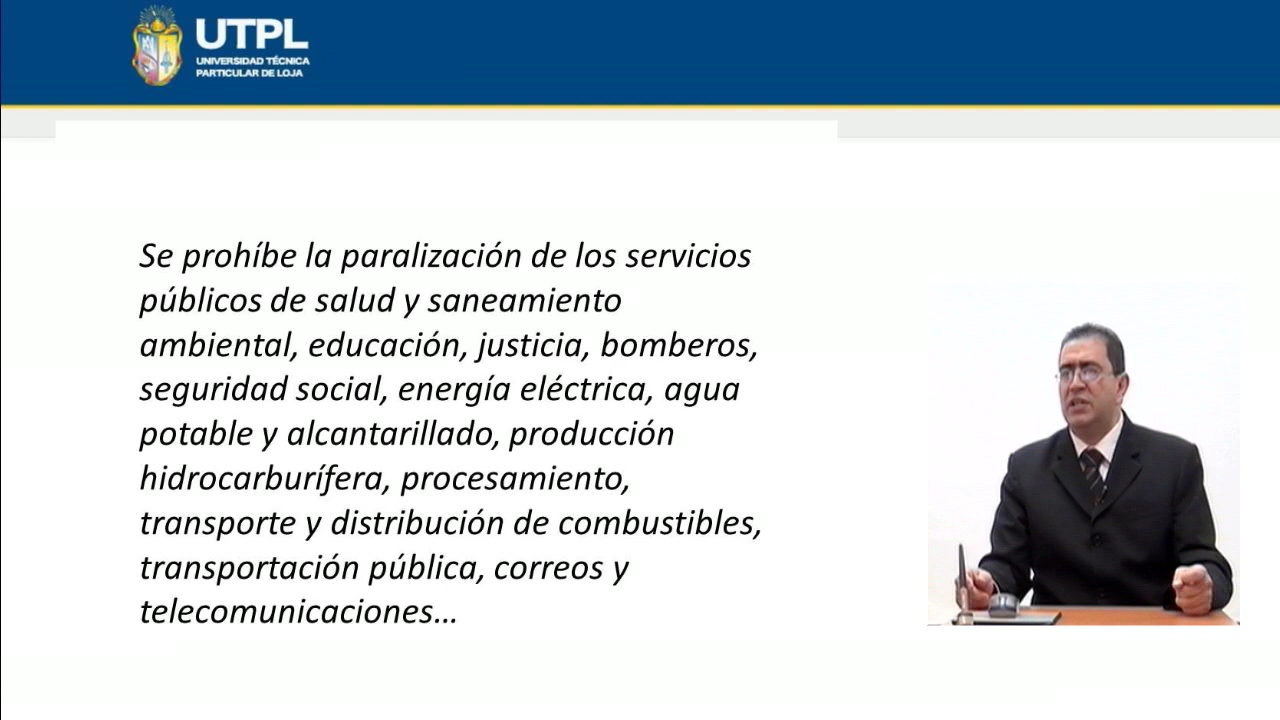 UTPL
UNIVERSIDAD TÉCNICA
PARTICULAR DE LOJA
Se prohíbe la paralización de los servicios
públicos de salud y saneamiento
ambiental, educación, justicia, bomberos,
seguridad social, energía eléctrica, agua
potable y alcantarillado, producción
hidrocarburífera, procesamiento,
transporte y distribución de combustibles,
transportación pública, correos y
telecomunicaciones…